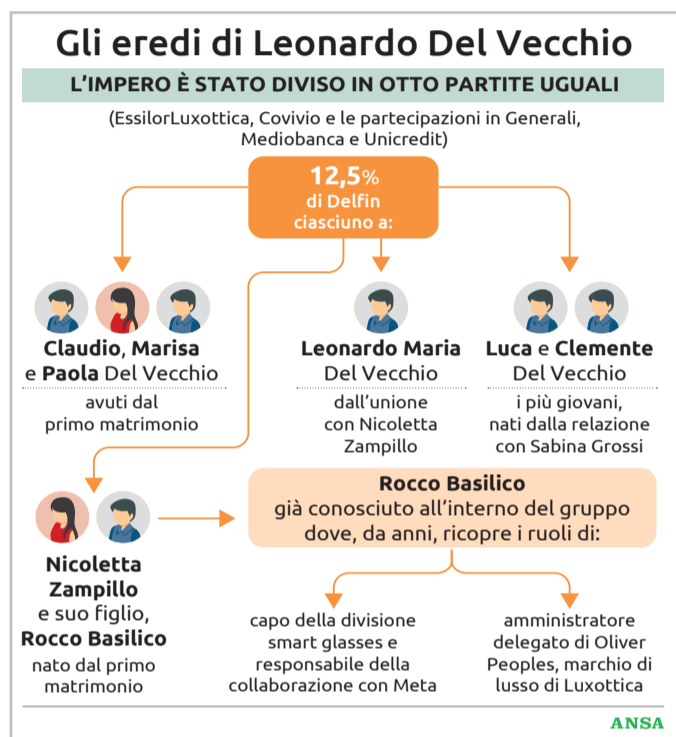 Gli eredi di Leonardo Del Vecchio
L'IMPERO È STATO DIVISO IN OTTO PARTITE UGUALI
(EssilorLuxottica, Covivio e le partecipazioni in Generali,
Mediobanca e Unicredit)
12,5%
di Delfin
ciasciuno a:
Claudio, Marisa
e Paola Del Vecchio
avuti dal
primo matrimonio
Leonardo Maria
Del Vecchio
dall'unione
con Nicoletta
Zampillo
Luca e Clemente
Del Vecchio
i più giovani,
nati dalla relazione
con Sabina Grossi
Nicoletta
Zampillo
e suo figlio,
Rocco Basilico
nato dal primo
matrimonio
Rocco Basilico
già conosciuto all'interno del gruppo
dove, da anni, ricopre i ruoli di:
capo della divisione
smart glasses e
responsabile della
collaborazione con Meta
amministratore
delegato di Oliver
Peoples, marchio di
lusso di Luxottica
ANSA